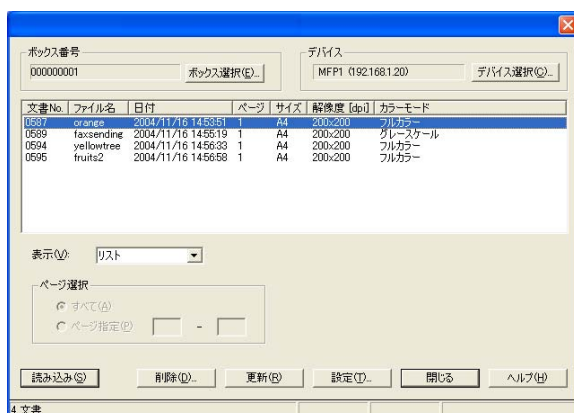 ボックス番号
000000001 ボックス選択(E)...
デバイス
MFP1 (192.168.1.20) デバイス選択(C)...
文書No. ファイル名 日付 ページ サイズ 解像度 [dpi] カラーモード
0587 orange 2004/11/16 14:53:51 1 A4 200×200 フルカラー
0589 faxsending 2004/11/16 14:55:19 1 A4 200×200 グレースケール
0594 yellowtree 2004/11/16 14:56:33 1 A4 200×200 フルカラー
0595 fruits2 2004/11/16 14:56:58 1 A4 200×200 フルカラー
表示(V): リスト
ページ選択
すべて(A)
ページ指定(P) -
読み込み(S) 削除(D)... 更新(R) 設定(T)... 閉じる ヘルプ(H)
4 文書